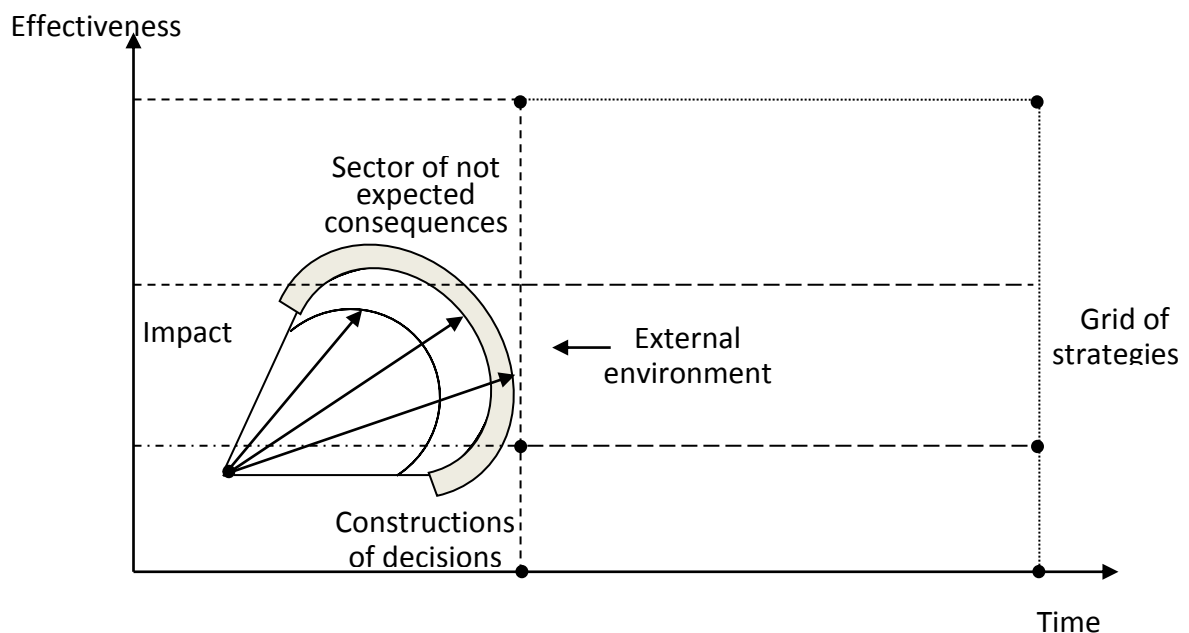 Effectiveness
Sector of not
expected
consequences
Impact
External
environment
Grid of
strategies
Constructions
of decisions
Time